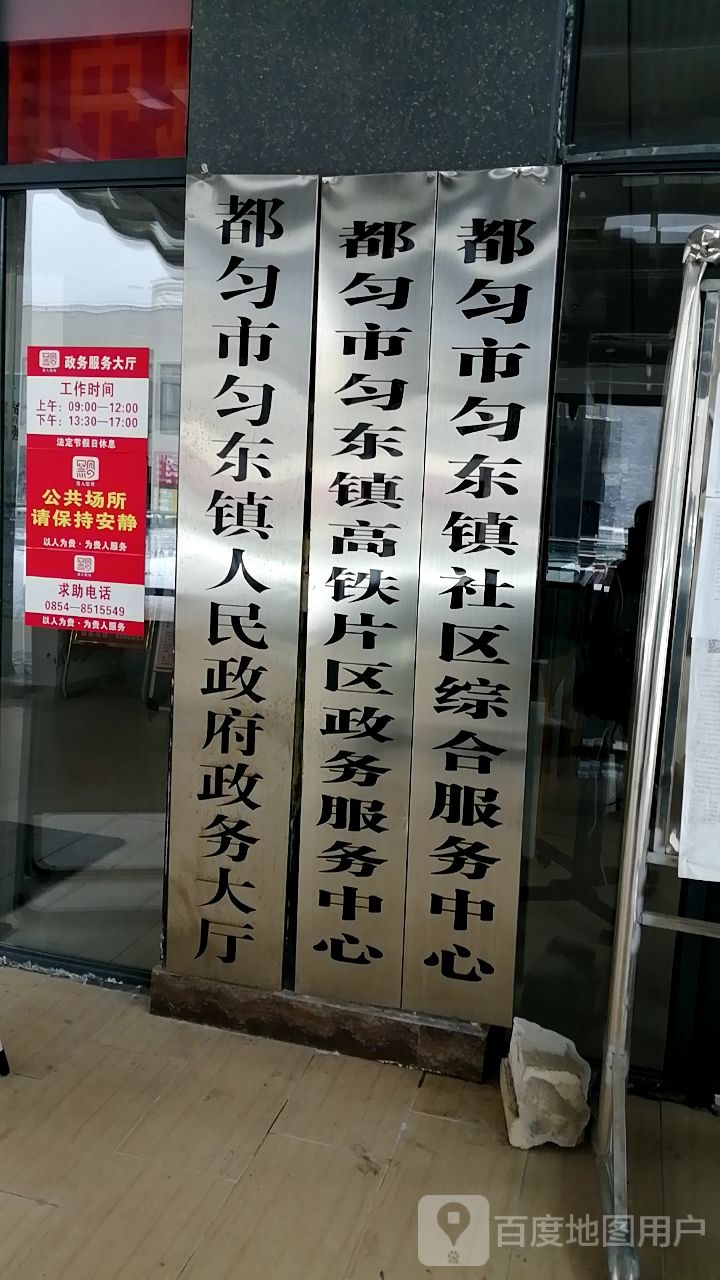 都匀市匀东镇人民政府政务大厅
都匀市匀东镇高铁片区政务服务中心
都匀市匀东镇社区综合服务中心
政务服务大厅
工作时间
上午：09:00—12:00
下午：13:30—17:00
法定节假日休息
公共场所
请保持安静
以人为贵·为贵人服务
求助电话
0854—8515549
以人为贵·为贵人服务
百度地图用户